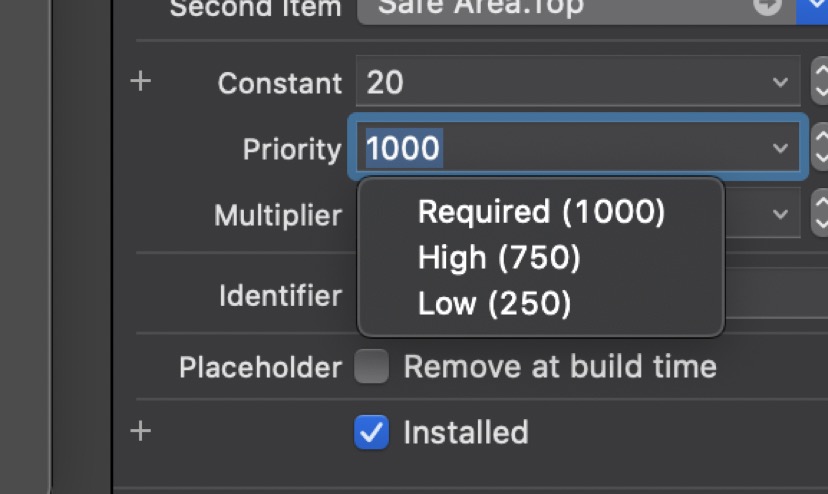 Second Item Safe Area.Top
Constant 20
Priority 1000
Multiplier
Required (1000)
High (750)
Low (250)
Identifier
Placeholder Remove at build time
Installed